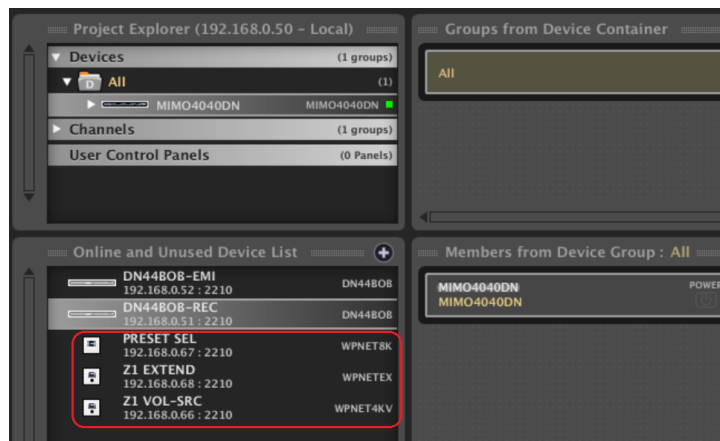 Project Explorer (192.168.0.50 - Local)
Devices (1 groups)
D All (1)
MIMO4040DN MIMO4040DN
Channels (1 groups)
User Control Panels (0 Panels)
Groups from Device Container
All
Online and Unused Device List
DN44BOB-EMI
192.168.0.52 : 2210 DN44BOB
DN44BOB-REC
192.168.0.51 : 2210 DN44BOB
PRESET SEL
192.168.0.67 : 2210 WPNET8K
Z1 EXTEND
192.168.0.68 : 2210 WPNETEX
Z1 VOL-SRC
192.168.0.66 : 2210 WPNET4KV
Members from Device Group : All
MIMO4040DN POWER
MIMO4040DN